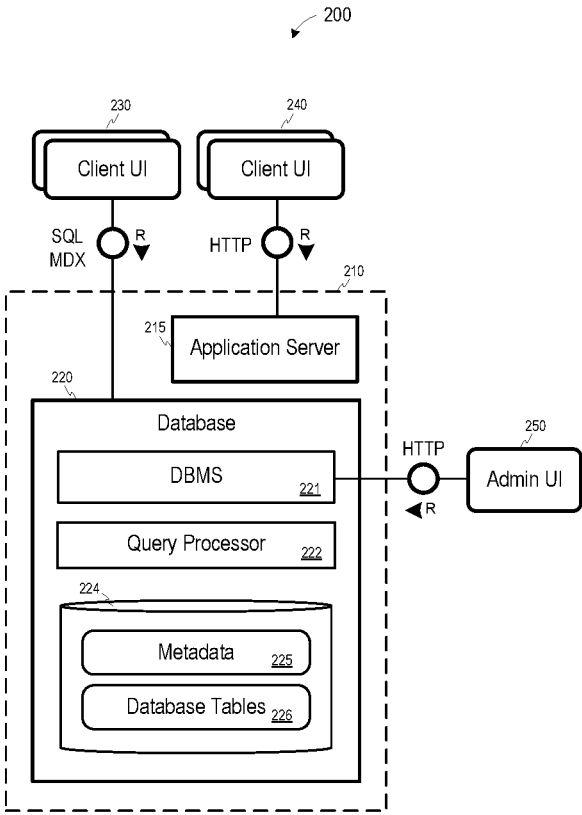 200
230
240
Client UI
Client UI
SQL
MDX
R
HTTP
R
210
215
Application Server
220
Database
DBMS
221
HTTP
R
250
Admin UI
Query Processor
222
224
Metadata
225
Database Tables
226